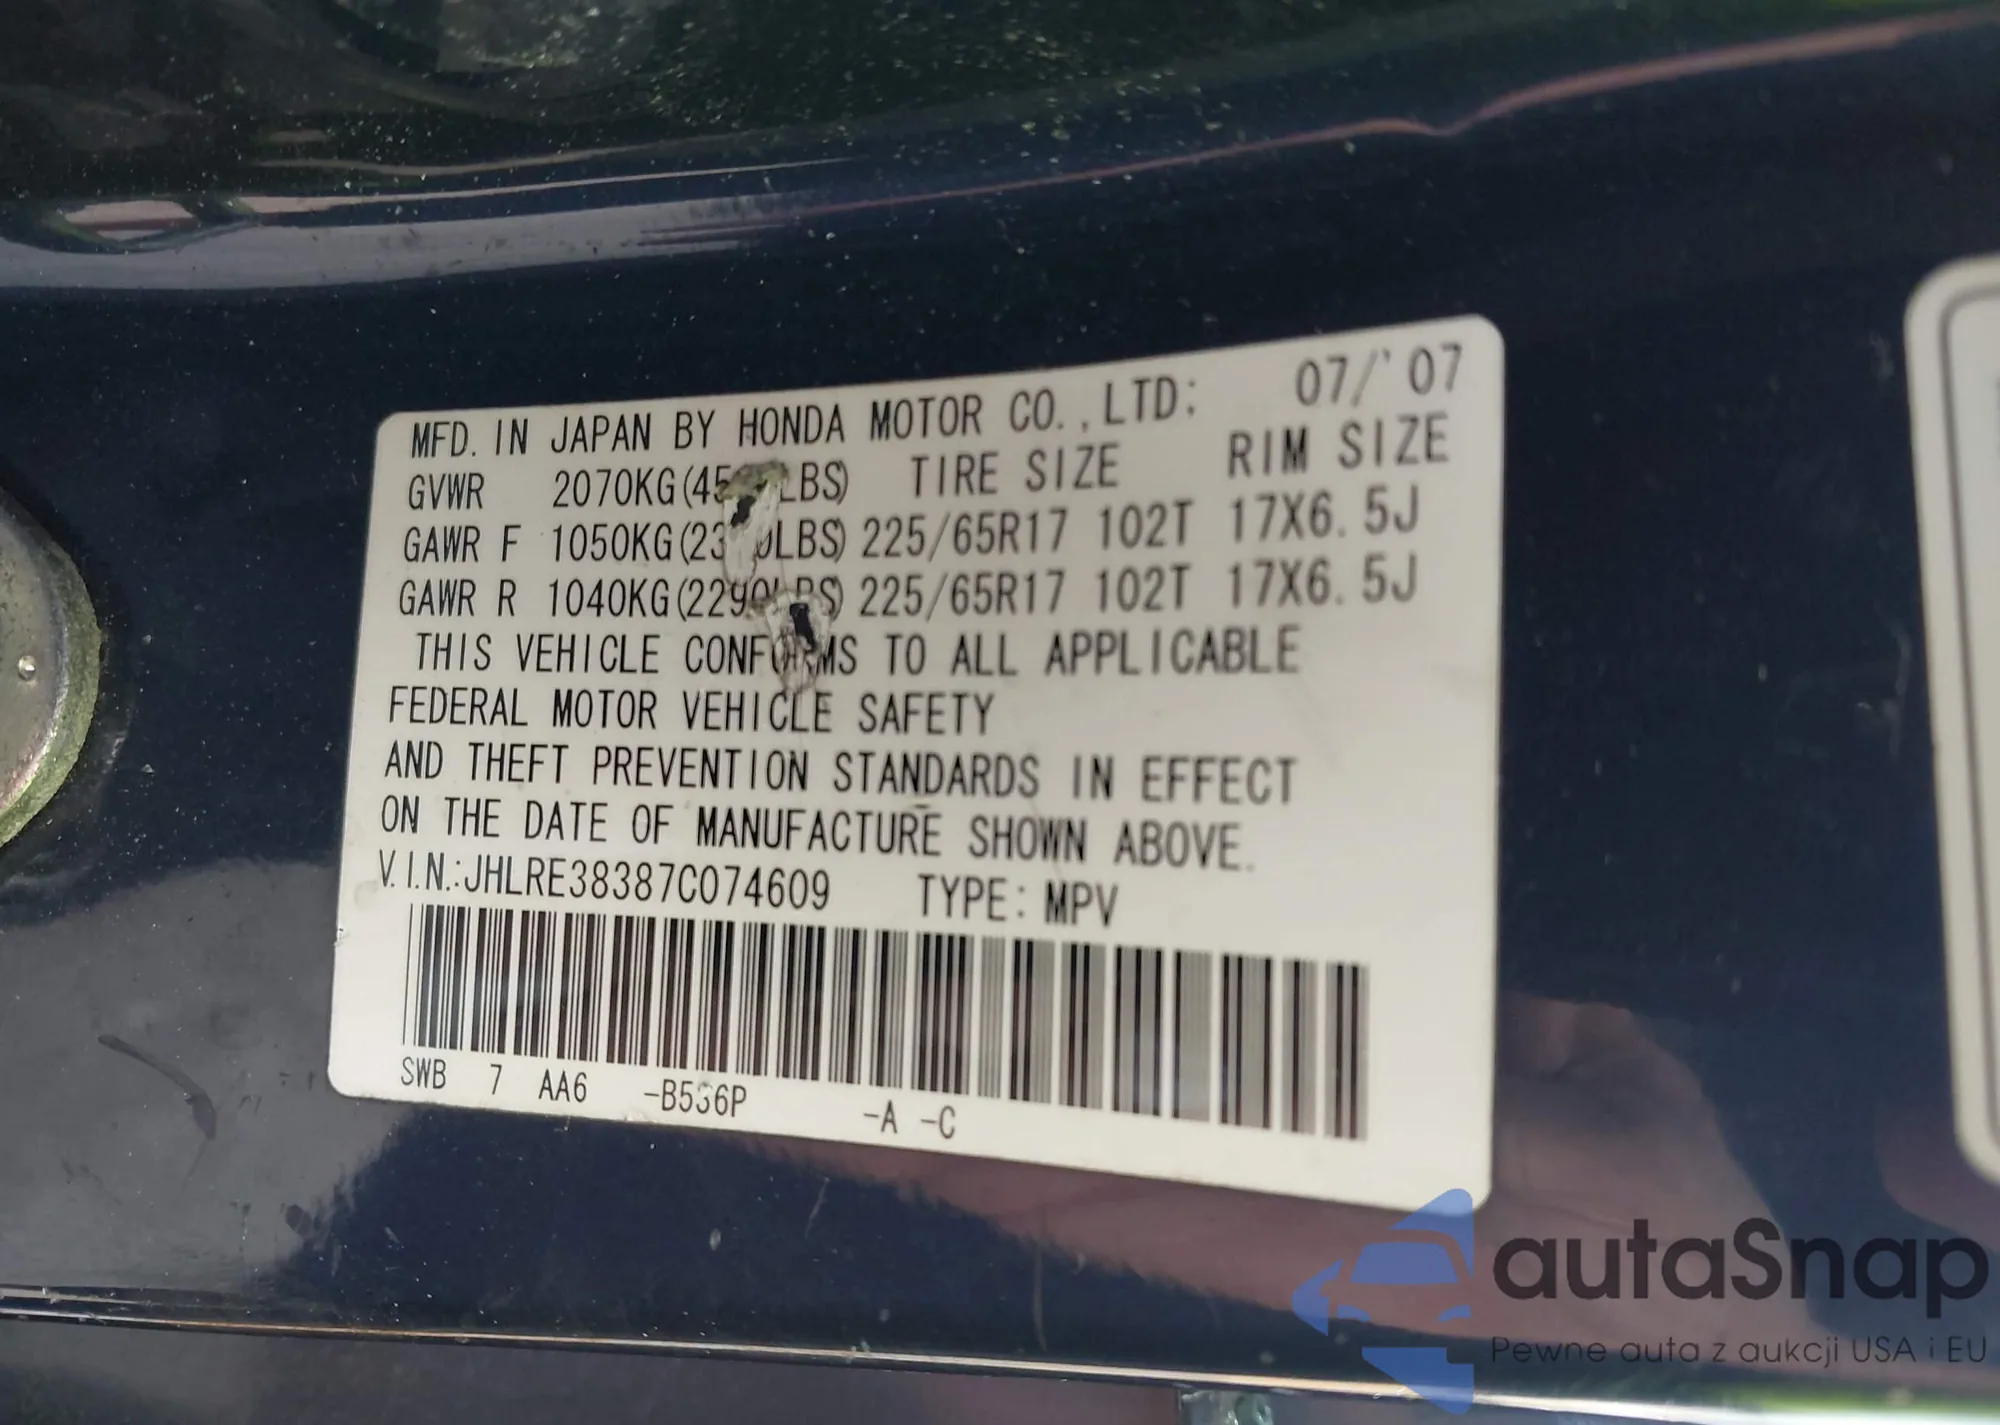 MFD. IN JAPAN BY HONDA MOTOR CO., LTD: 07/'07
GVWR 2070KG TIRE SIZE RIM SIZE
GAWR F 1050KG 225/65R17 102T 17X6.5J
GAWR R 1040KG(2290LBS) 225/65R17 102T 17X6.5J
THIS VEHICLE CONFORMS TO ALL APPLICABLE
FEDERAL MOTOR VEHICLE SAFETY
AND THEFT PREVENTION STANDARDS IN EFFECT
ON THE DATE OF MANUFACTURE SHOWN ABOVE.
V.I.N.:JHLRE38387C074609 TYPE: MPV
SWB 7 AA6 -B536P -A -C
autaSnap
Pewne auta z aukcji USA i EU